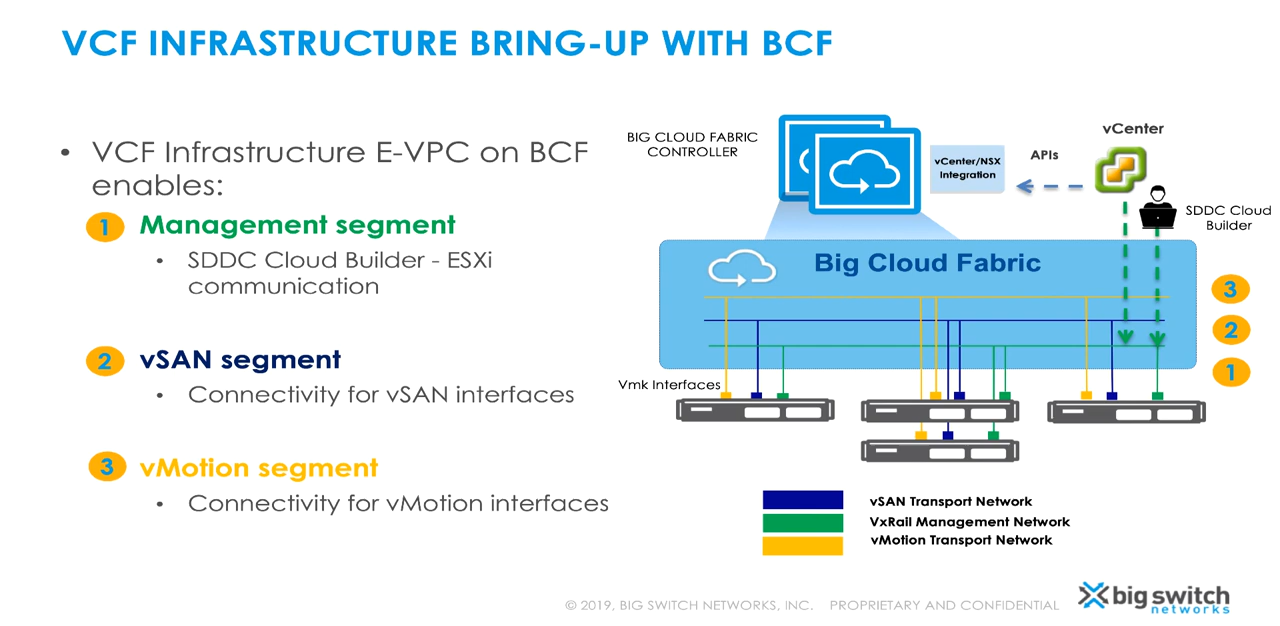 VCF INFRASTRUCTURE BRING-UP WITH BCF
• VCF Infrastructure E-VPC on BCF
enables:
1 Management segment
• SDDC Cloud Builder - ESXi
communication
2 vSAN segment
• Connectivity for vSAN interfaces
3 vMotion segment
• Connectivity for vMotion interfaces
BIG CLOUD FABRIC
CONTROLLER
vCenter/NSX
Integration
APIs
vCenter
SDDC Cloud
Builder
Big Cloud Fabric
3
2
1
Vmk Interfaces
vSAN Transport Network
VxRail Management Network
vMotion Transport Network
© 2019, BIG SWITCH NETWORKS, INC. PROPRIETARY AND CONFIDENTIAL
big switch
networks